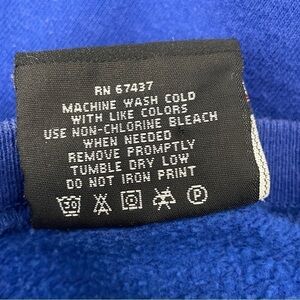 RN 67437
MACHINE WASH COLD
WITH LIKE COLORS
USE NON-CHLORINE BLEACH
WHEN NEEDED
REMOVE PROMPTLY
TUMBLE DRY LOW
DO NOT IRON PRINT
30 P